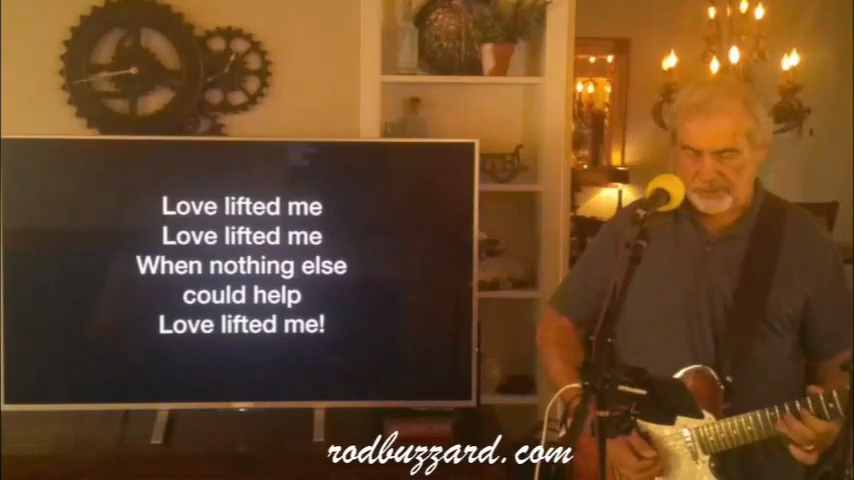 Love lifted me
Love lifted me
When nothing else
could help
Love lifted me!
rodbuzzard.com